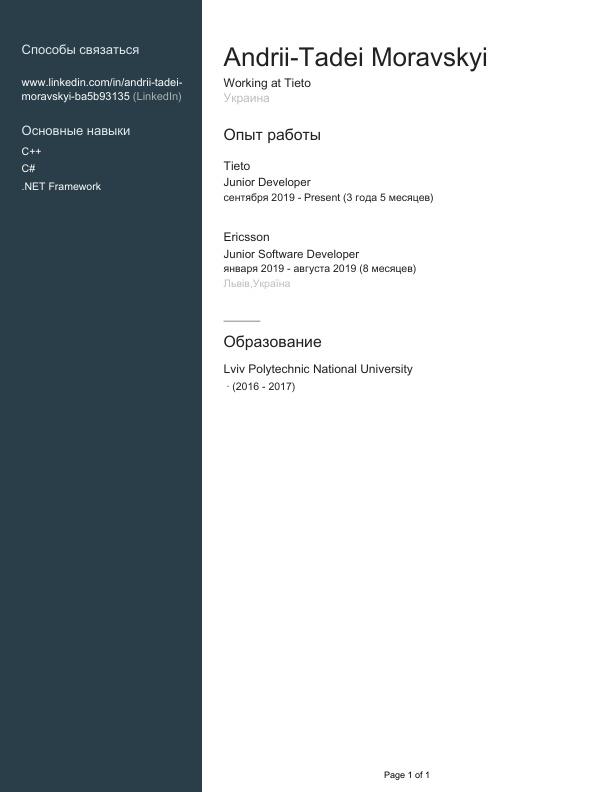 Способы связаться
www.linkedin.com/in/andrii-tadei-
moravskyi-ba5b93135 (LinkedIn)
Основные навыки
C++
C#
.NET Framework
Andrii-Tadei Moravskyi
Working at Tieto
Украина
Опыт работы
Tieto
Junior Developer
сентября 2019 - Present (3 года 5 месяцев)
Ericsson
Junior Software Developer
января 2019 - августа 2019 (8 месяцев)
Львів,Україна
Образование
Lviv Polytechnic National University
· (2016 - 2017)
Page 1 of 1